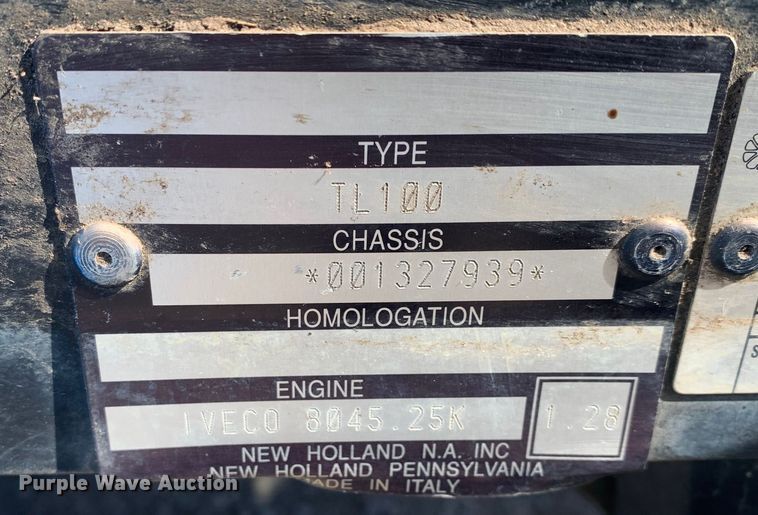 TYPE
TL100
CHASSIS
*001327939*
HOMOLOGATION
ENGINE
IVECO 8045.25K 1.28
NEW HOLLAND N.A. INC
NEW HOLLAND PENNSYLVANIA
MADE IN ITALY
Purple Wave Auction